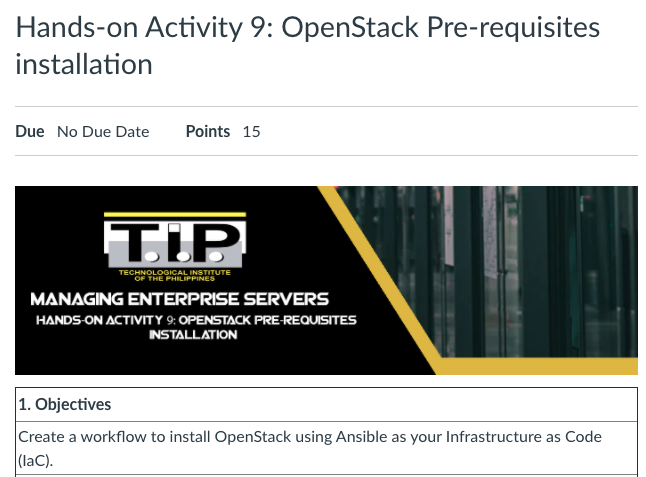 Hands-on Activity 9: OpenStack Pre-requisites
installation
Due No Due Date Points 15
T.I.P.
TECHNOLOGICAL INSTITUTE
OF THE PHILIPPINES
MANAGING ENTERPRISE SERVERS
HANDS-ON ACTIVITY 9: OPENSTACK PRE-REQUISITES
INSTALLATION
1. Objectives
Create a workflow to install OpenStack using Ansible as your Infrastructure as Code
(IaC).